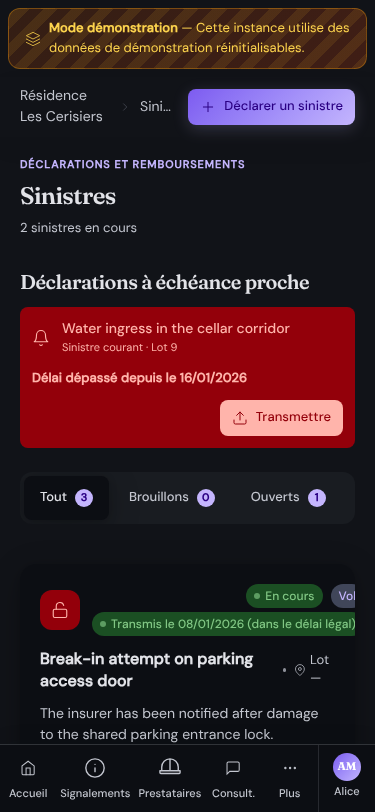 Mode démonstration — Cette instance utilise des
données de démonstration réinitialisables.
Résidence
Les Cerisiers
Sini...
Déclarer un sinistre
DÉCLARATIONS ET REMBOURSEMENTS
Sinistres
2 sinistres en cours
Déclarations à échéance proche
Water ingress in the cellar corridor
Sinistre courant · Lot 9
Délai dépassé depuis le 16/01/2026
Transmettre
Tout 3 Brouillons 0 Ouverts 1
En cours Vol
Transmis le 08/01/2026 (dans le délai légal)
Break-in attempt on parking
access door
• Lot
—
The insurer has been notified after damage
to the shared parking entrance lock.
Accueil Signalements Prestataires Consult. Plus
AM
Alice